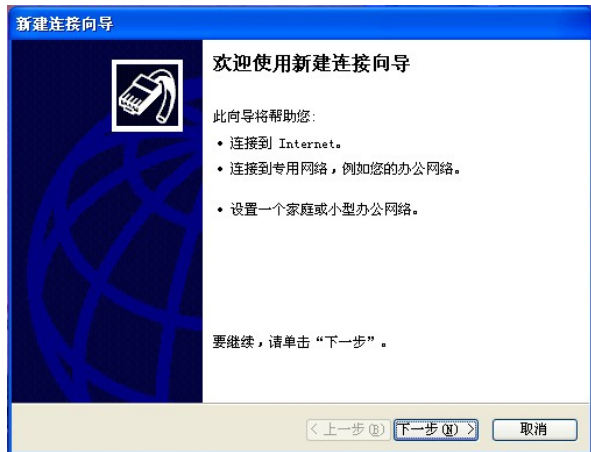 新建连接向导
欢迎使用新建连接向导
此向导将帮助您:
• 连接到 Internet。
• 连接到专用网络，例如您的办公网络。
• 设置一个家庭或小型办公网络。
要继续，请单击“下一步”。
< 上一步(B) 下一步(N) > 取消